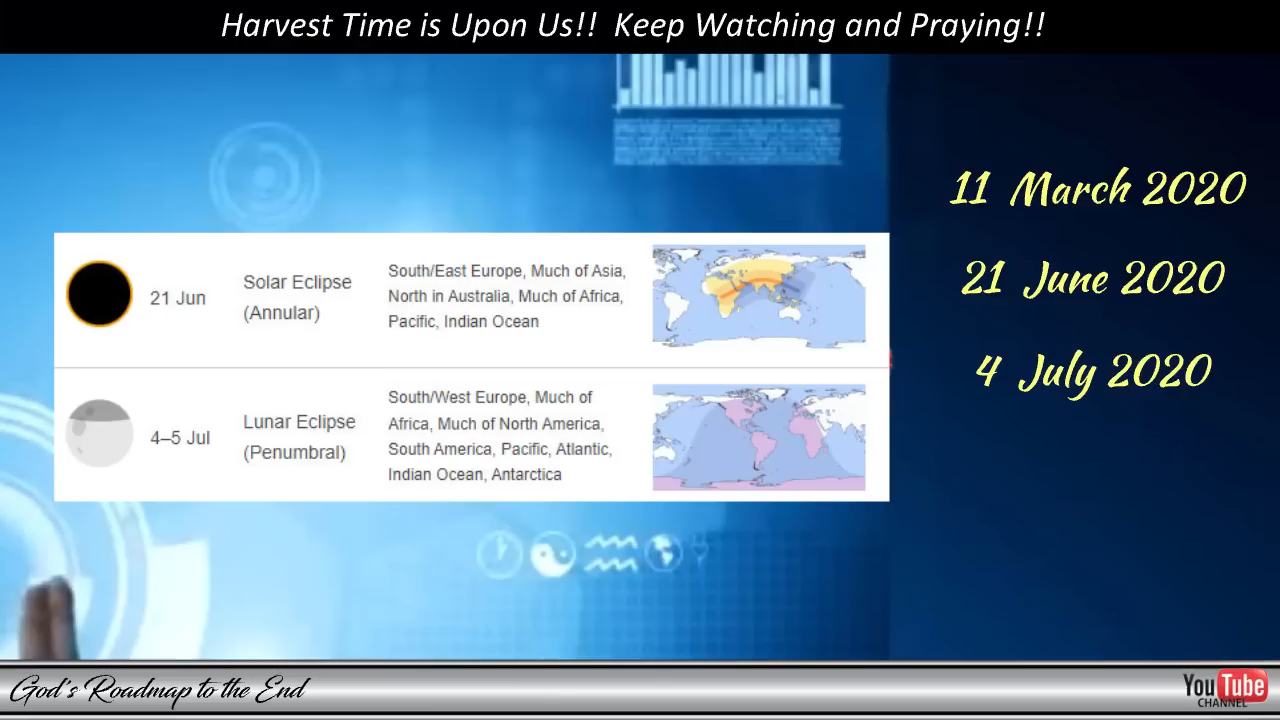 Harvest Time is Upon Us!!  Keep Watching and Praying!!
11 March 2020
21 June 2020
4 July 2020
21 Jun
Solar Eclipse
(Annular)
South/East Europe, Much of Asia,
North in Australia, Much of Africa,
Pacific, Indian Ocean
4–5 Jul
Lunar Eclipse
(Penumbral)
South/West Europe, Much of
Africa, Much of North America,
South America, Pacific, Atlantic,
Indian Ocean, Antarctica
God's Roadmap to the End
YouTube
CHANNEL